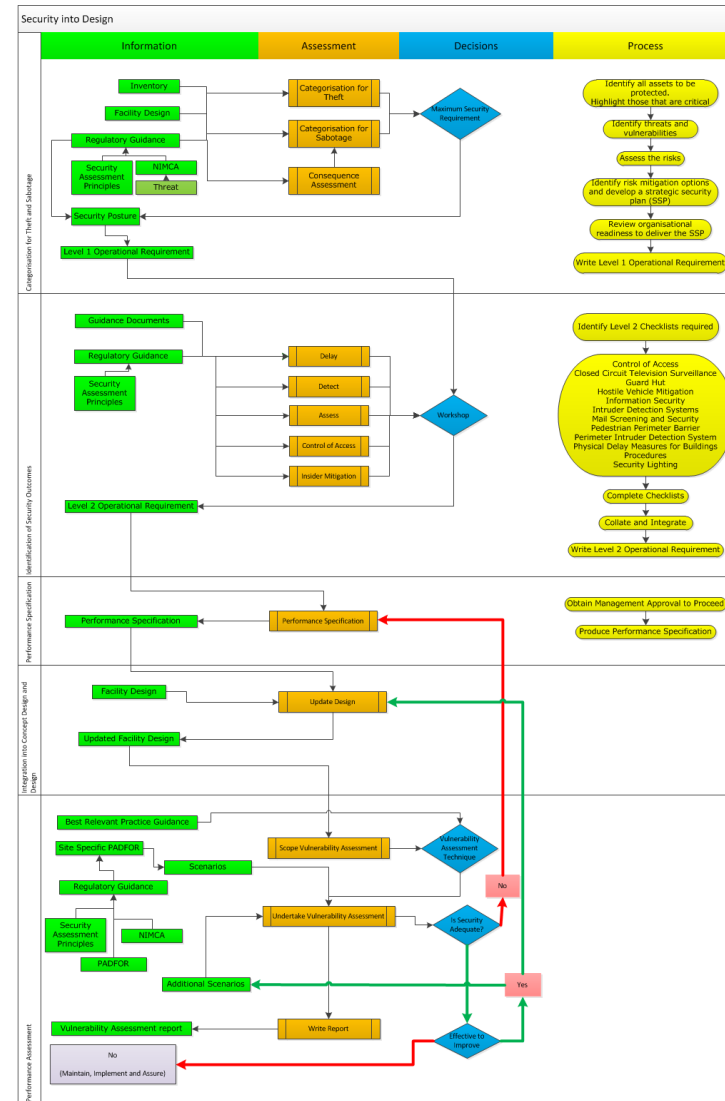 Security into Design
Information
Assessment
Decisions
Process
Categorisation for Theft and Sabotage
Inventory
Facility Design
Regulatory Guidance
Security
Assessment
Principles
NIMCA
Threat
Security Posture
Level 1 Operational Requirement
Categorisation for
Theft
Categorisation for
Sabotage
Consequence
Assessment
Maximum Security
Requirement
Identify all assets to be
protected.
Highlight those that are critical
Identify threats and
vulnerabilities
Assess the risks
Identify risk mitigation options
and develop a strategic security
plan (SSP)
Review organisational
readiness to deliver the SSP
Write Level 1 Operational Requirement
Identification of Security Outcomes
Guidance Documents
Regulatory Guidance
Security
Assessment
Principles
Level 2 Operational Requirement
Delay
Detect
Assess
Control of Access
Insider Mitigation
Workshop
Identify Level 2 Checklists required
Control of Access
Closed Circuit Television Surveillance
Guard Hut
Hostile Vehicle Mitigation
Information Security
Intruder Detection Systems
Mail Screening and Security
Pedestrian Perimeter Barrier
Perimeter Intruder Detection System
Physical Delay Measures for Buildings
Procedures
Security Lighting
Complete Checklists
Collate and Integrate
Write Level 2 Operational Requirement
Performance Specification
Performance Specification
Performance Specification
Obtain Management Approval to Proceed
Produce Performance Specification
Integration into Concept Design and
Design
Facility Design
Update Design
Updated Facility Design
Performance Assessment
Best Relevant Practice Guidance
Site Specific PADFOR
Scenarios
Regulatory Guidance
Security
Assessment
Principles
NIMCA
PADFOR
Additional Scenarios
Vulnerability Assessment report
No
(Maintain, Implement and Assure)
Scope Vulnerability Assessment
Undertake Vulnerability Assessment
Write Report
Vulnerability
Assessment
Technique
Is Security
Adequate?
Effective to
Improve
No
Yes